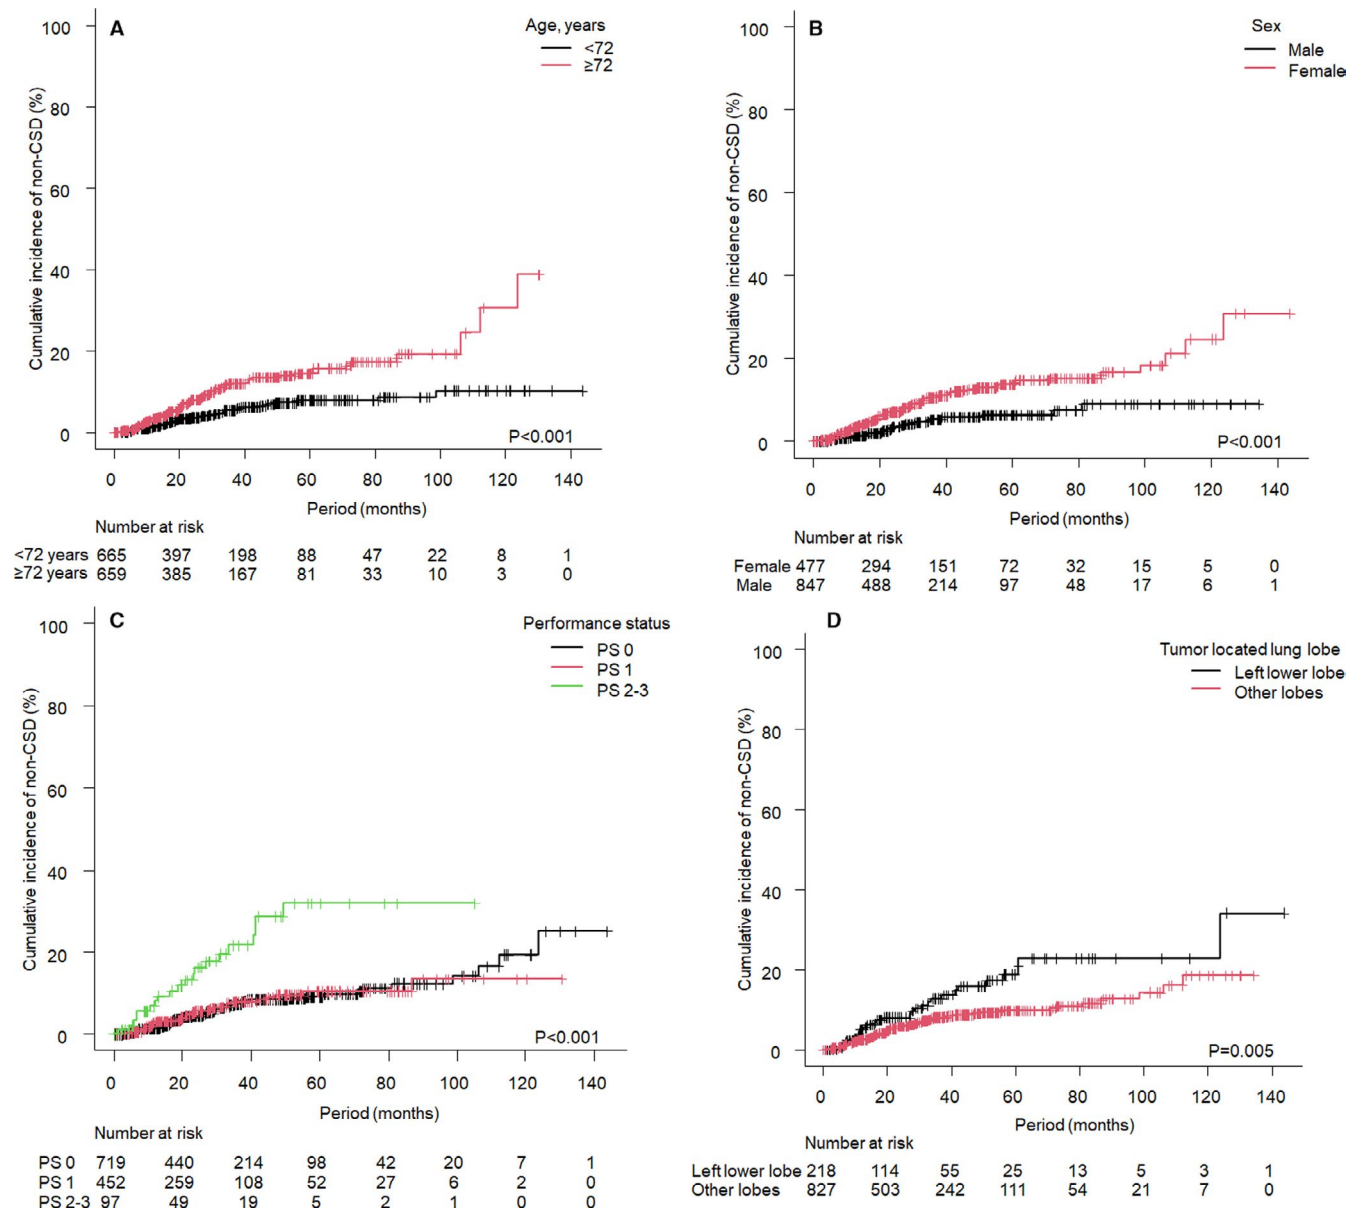 A
Age, years
<72
≥72
Cumulative incidence of non-CSD (%)
100
80
60
40
20
0
P<0.001
0 20 40 60 80 100 120 140
Period (months)
Number at risk
<72 years 665 397 198 88 47 22 8 1
≥72 years 659 385 167 81 33 10 3 0
B
Sex
Male
Female
Cumulative incidence of non-CSD (%)
100
80
60
40
20
0
P<0.001
0 20 40 60 80 100 120 140
Period (months)
Number at risk
Female 477 294 151 72 32 15 5 0
Male 847 488 214 97 48 17 6 1
C
Performance status
PS 0
PS 1
PS 2-3
Cumulative incidence of non-CSD (%)
100
80
60
40
20
0
P<0.001
0 20 40 60 80 100 120 140
Period (months)
Number at risk
PS 0 719 440 214 98 42 20 7 1
PS 1 452 259 108 52 27 6 2 0
PS 2-3 97 49 19 5 2 1 0 0
D
Tumor located lung lobe
Left lower lobe
Other lobes
Cumulative incidence of non-CSD (%)
100
80
60
40
20
0
P=0.005
0 20 40 60 80 100 120 140
Period (months)
Number at risk
Left lower lobe 218 114 55 25 13 5 3 1
Other lobes 827 503 242 111 54 21 7 0